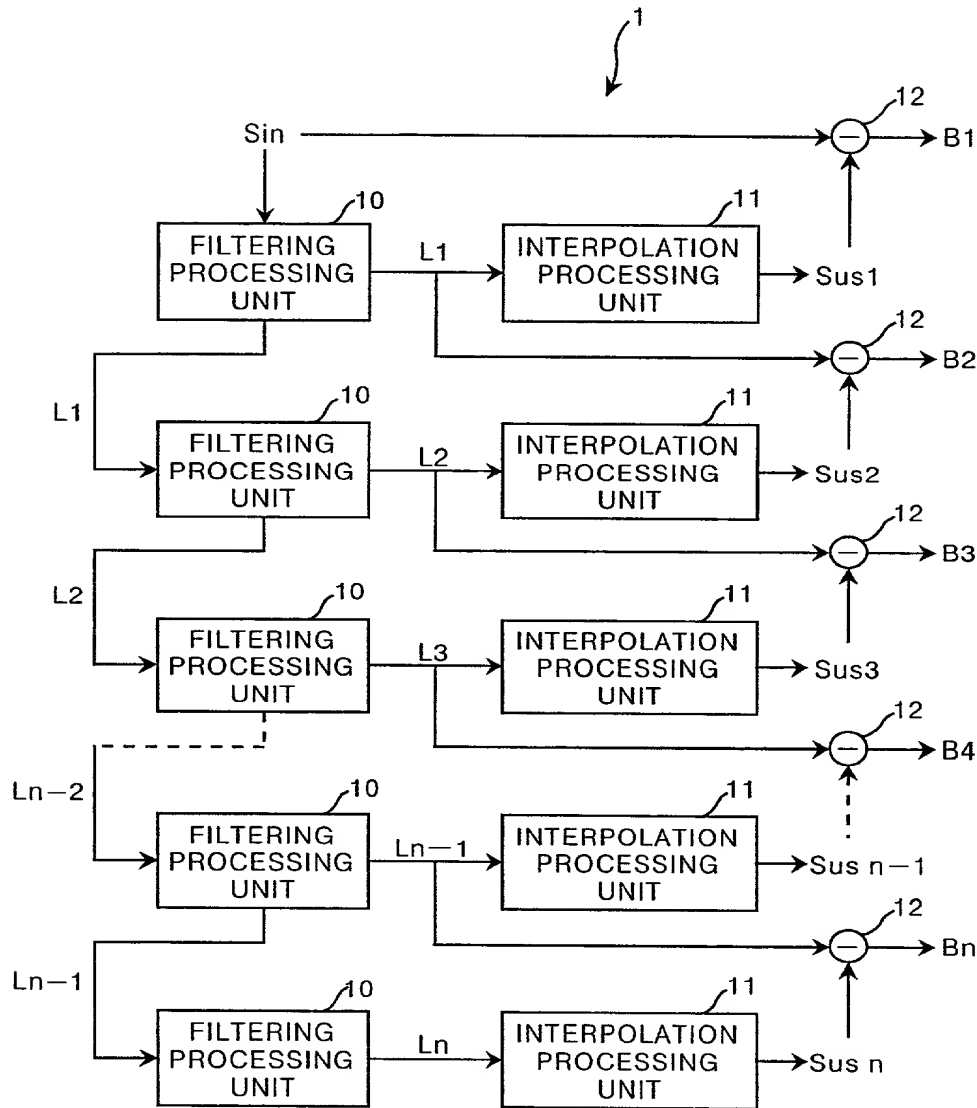 1
12
Sin
−
B1
10
11
FILTERING
PROCESSING
UNIT
L1
INTERPOLATION
PROCESSING
UNIT
Sus1
12
−
B2
L1
10
11
FILTERING
PROCESSING
UNIT
L2
INTERPOLATION
PROCESSING
UNIT
Sus2
12
−
B3
L2
10
11
FILTERING
PROCESSING
UNIT
L3
INTERPOLATION
PROCESSING
UNIT
Sus3
12
−
B4
Ln−2
10
11
FILTERING
PROCESSING
UNIT
Ln−1
INTERPOLATION
PROCESSING
UNIT
Sus n−1
12
−
Bn
Ln−1
10
11
FILTERING
PROCESSING
UNIT
Ln
INTERPOLATION
PROCESSING
UNIT
Sus n